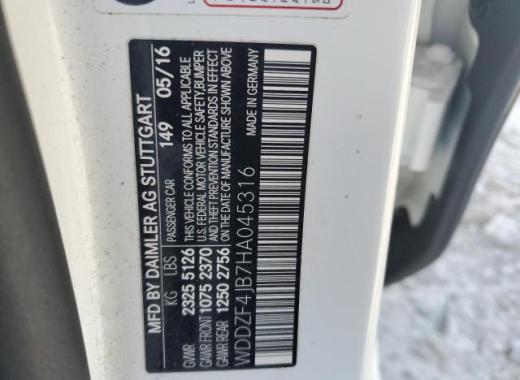 MFD BY DAIMLER AG STUTTGART
KG LBS PASSENGER CAR 149 05/16
GVWR 2325 5126 THIS VEHICLE CONFORMS TO ALL APPLICABLE
GAWR FRONT 1075 2370 U.S. FEDERAL MOTOR VEHICLE SAFETY, BUMPER
AND THEFT PREVENTION STANDARDS IN EFFECT
GAWR REAR 1250 2756 ON THE DATE OF MANUFACTURE SHOWN ABOVE
WDDZF4JB7HA045316 MADE IN GERMANY